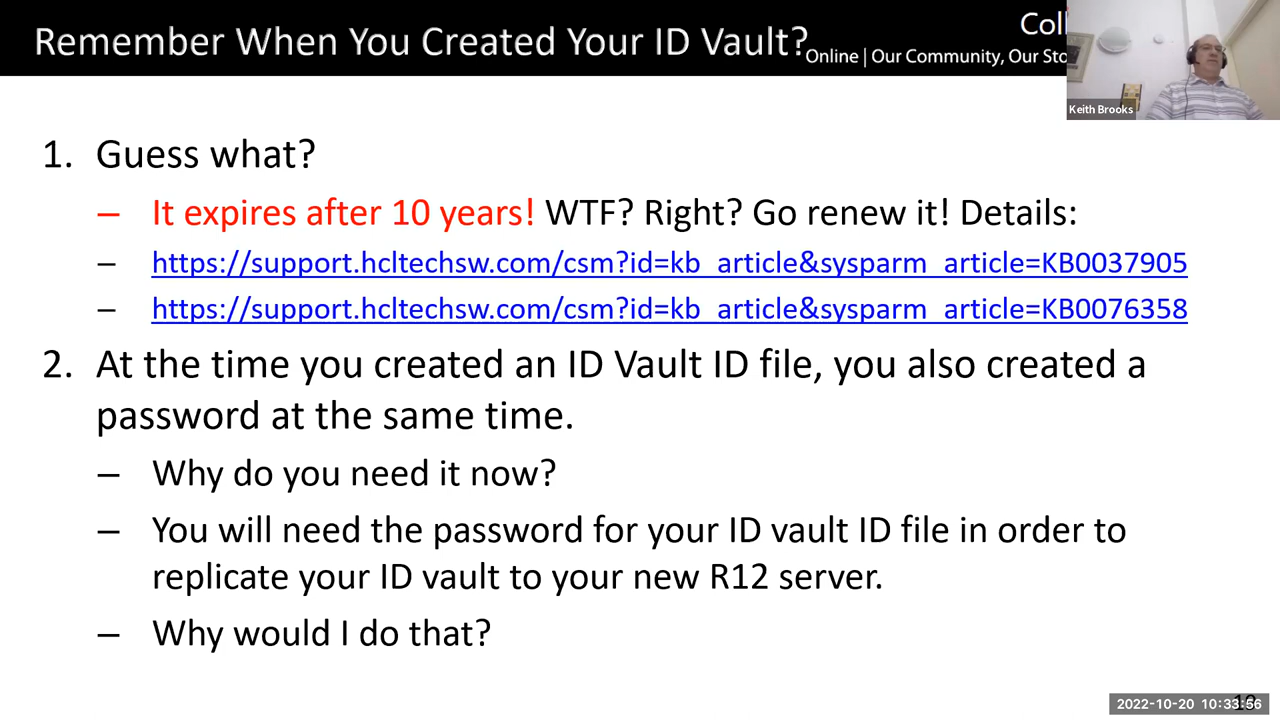 Remember When You Created Your ID Vault?
Online | Our Community, Our
Keith Brooks
1. Guess what?
– It expires after 10 years! WTF? Right? Go renew it! Details:
– https://support.hcltechsw.com/csm?id=kb_article&sysparm_article=KB0037905
– https://support.hcltechsw.com/csm?id=kb_article&sysparm_article=KB0076358
2. At the time you created an ID Vault ID file, you also created a
password at the same time.
– Why do you need it now?
– You will need the password for your ID vault ID file in order to
replicate your ID vault to your new R12 server.
– Why would I do that?
2022-10-20 10:33:56